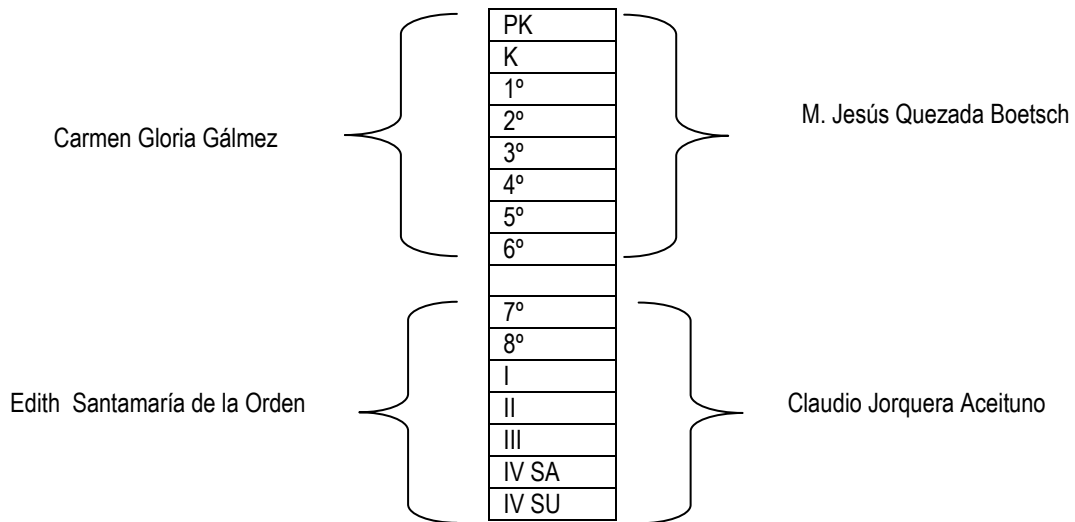 PK
K
1º
2º
3º
4º
5º
6º
Carmen Gloria Gálmez
M. Jesús Quezada Boetsch
7º
8º
I
II
III
IV SA
IV SU
Edith Santamaría de la Orden
Claudio Jorquera Aceituno